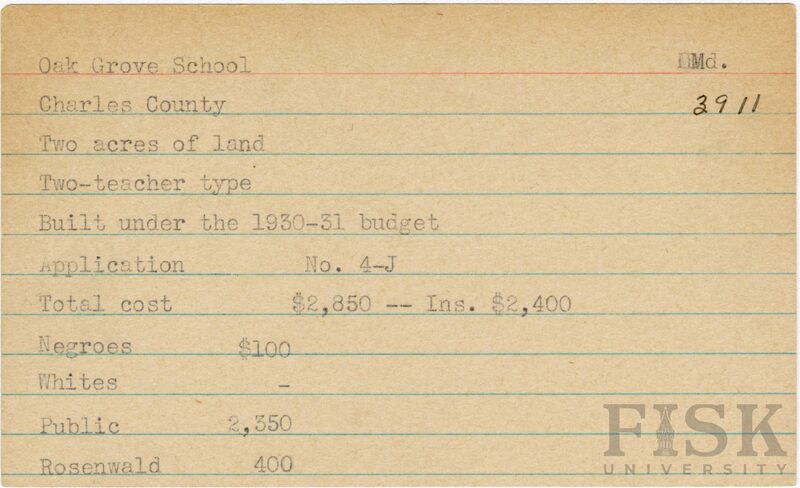 Oak Grove School Md.
Charles County 3911
Two acres of land
Two-teacher type
Built under the 1930-31 budget
Application No. 4-J
Total cost $2,850 -- Ins. $2,400
Negroes $100
Whites -
Public 2,350
Rosenwald 400
FISK
UNIVERSITY